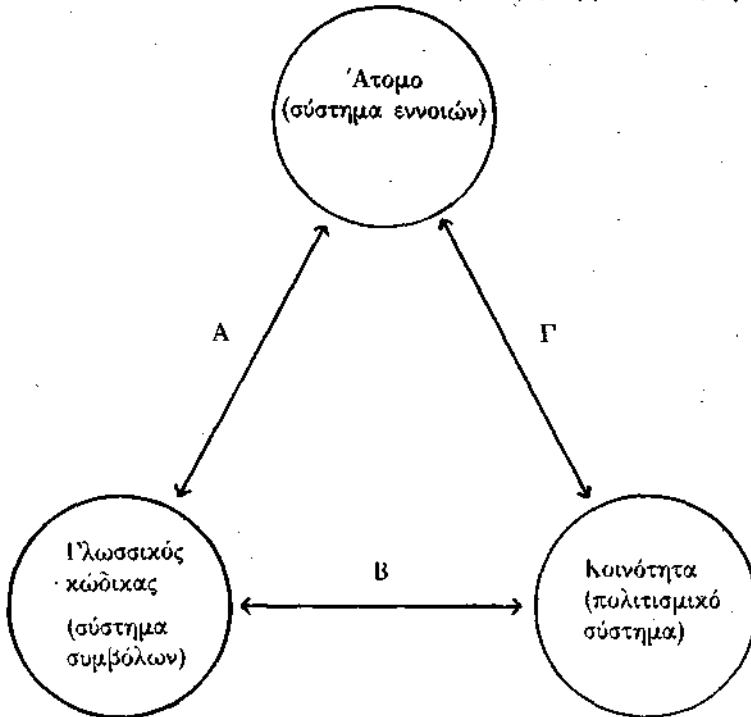 Άτομο
(σύστημα εννοιών)
Α
Γ
Γλωσσικός
κώδικας
(σύστημα
συμβόλων)
Β
Κοινότητα
(πολιτισμικό
σύστημα)